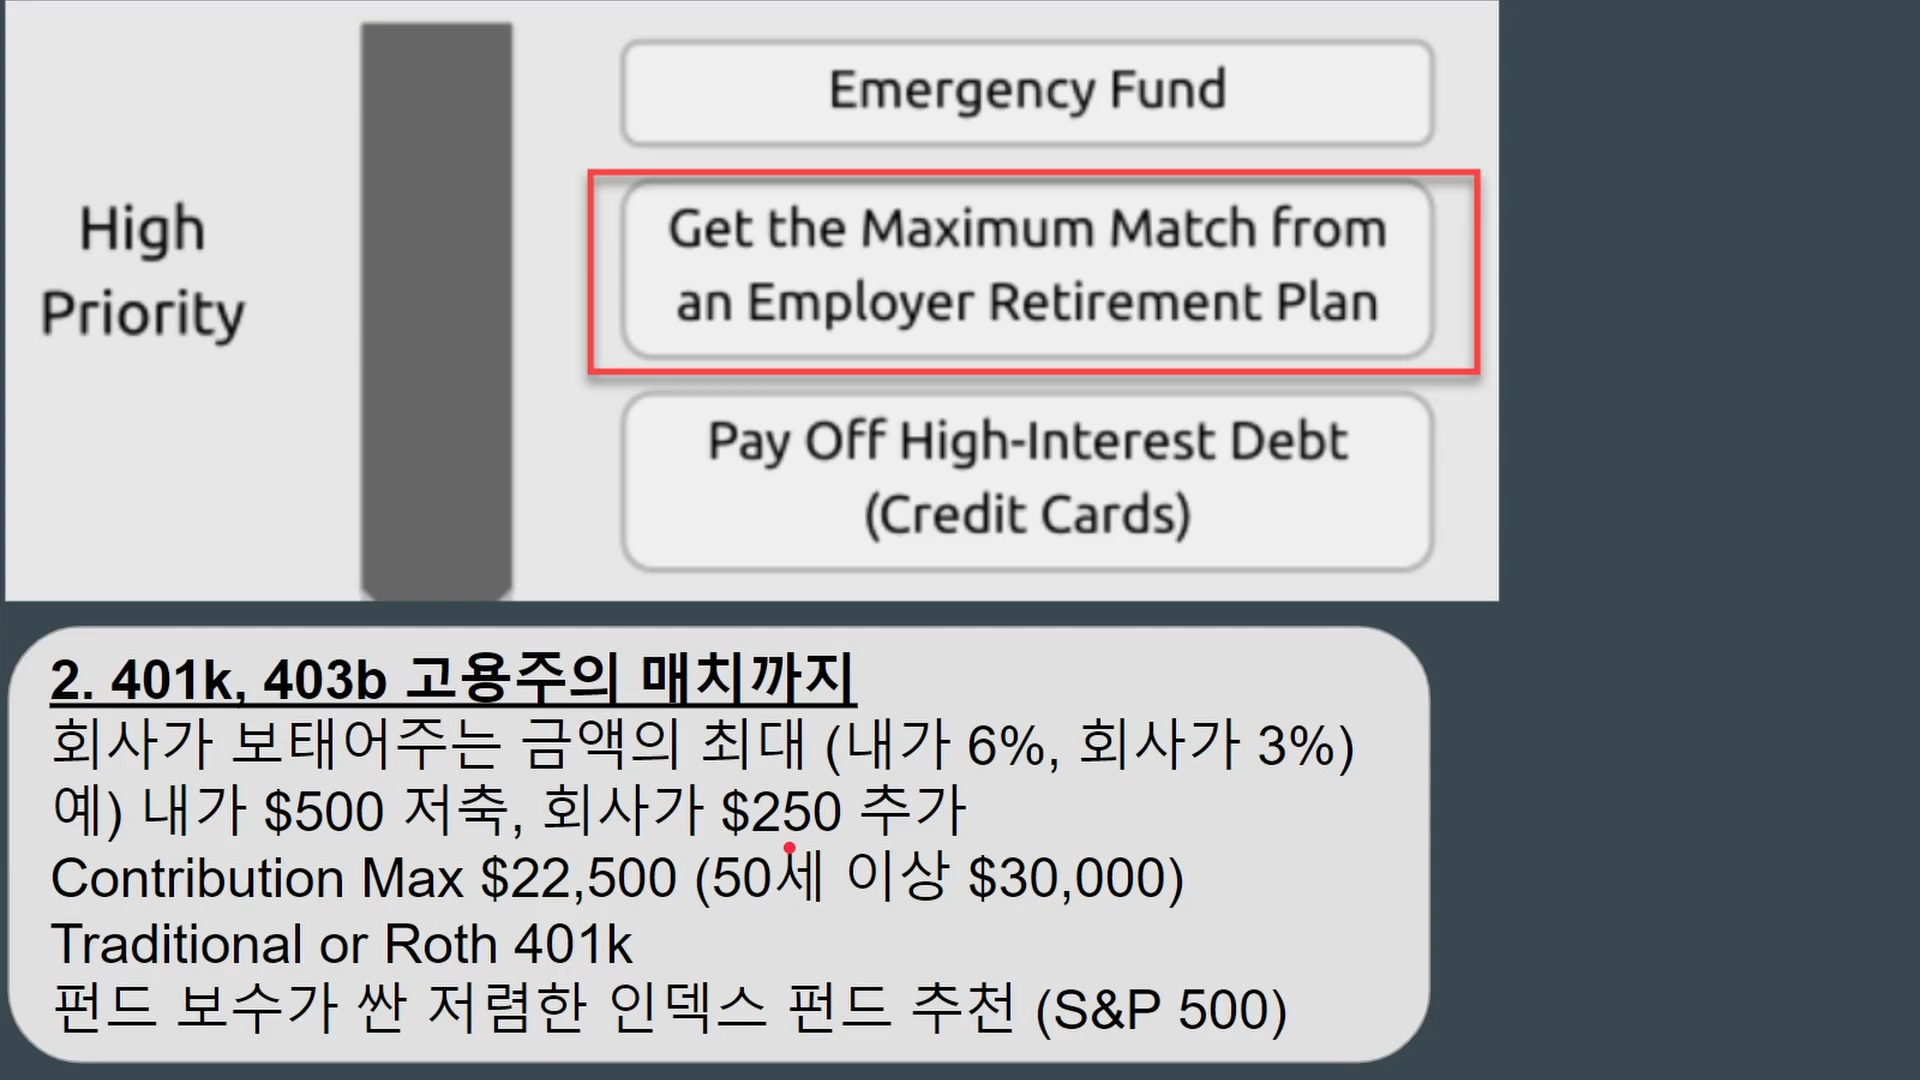 High
Priority
Emergency Fund
Get the Maximum Match from
an Employer Retirement Plan
Pay Off High-Interest Debt
(Credit Cards)
2. 401k, 403b 고용주의 매치까지
회사가 보태어주는 금액의 최대 (내가 6%, 회사가 3%)
예) 내가 $500 저축, 회사가 $250 추가
Contribution Max $22,500 (50세 이상 $30,000)
Traditional or Roth 401k
펀드 보수가 싼 저렴한 인덱스 펀드 추천 (S&P 500)